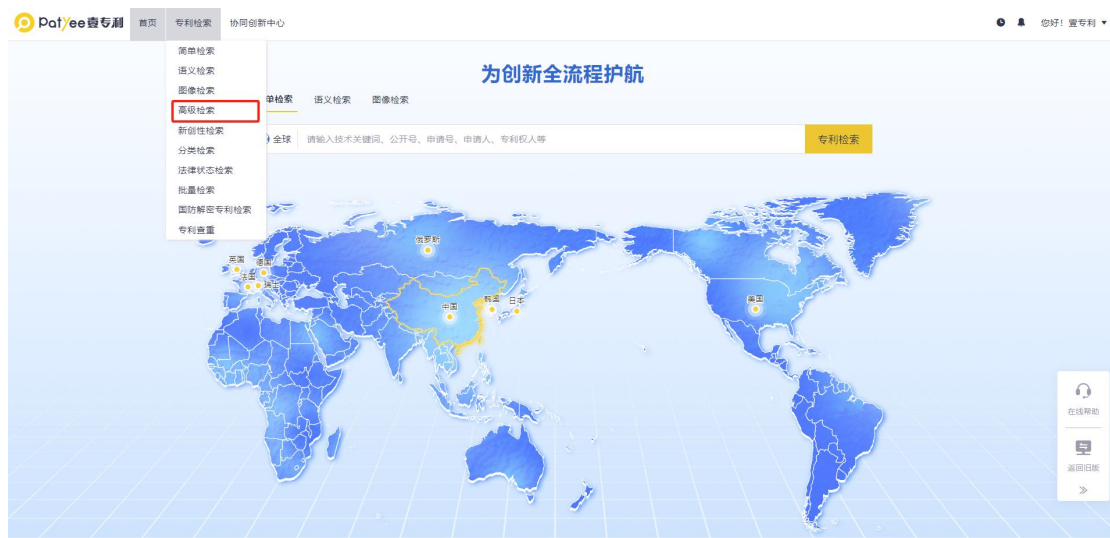 Patyee壹专利 首页 专利检索 协同创新中心 您好！壹专利
简单检索
语义检索
图像检索
高级检索
新创性检索
分类检索
法律状态检索
批量检索
国防解密专利检索
专利查重
为创新全流程护航
单检索 语义检索 图像检索
全球 请输入技术关键词、公开号、申请号、申请人、专利权人等 专利检索
俄罗斯
英国
德国
法国
瑞士
中国
韩国
日本
美国
在线帮助
返回旧版